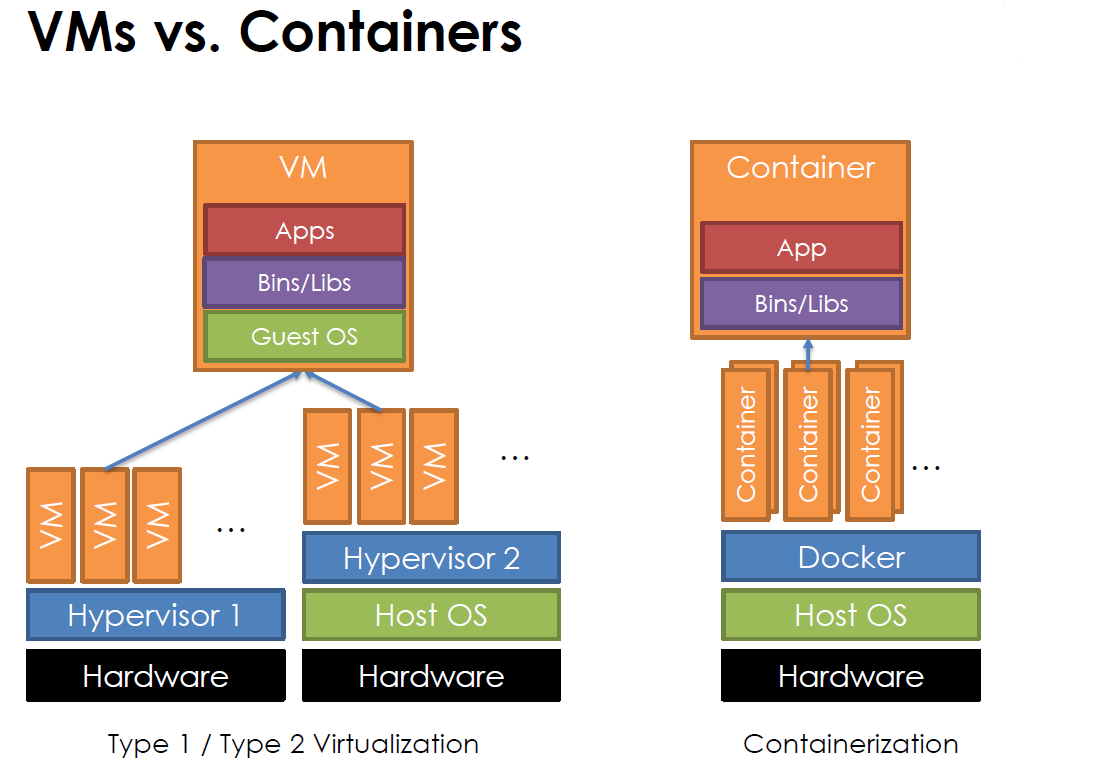 VMs vs. Containers
VM
Apps
Bins/Libs
Guest OS
VM
VM
VM
...
Hypervisor 1
Hardware
VM
VM
VM
...
Hypervisor 2
Host OS
Hardware
Type 1 / Type 2 Virtualization
Container
App
Bins/Libs
Container
Container
Container
...
Docker
Host OS
Hardware
Containerization